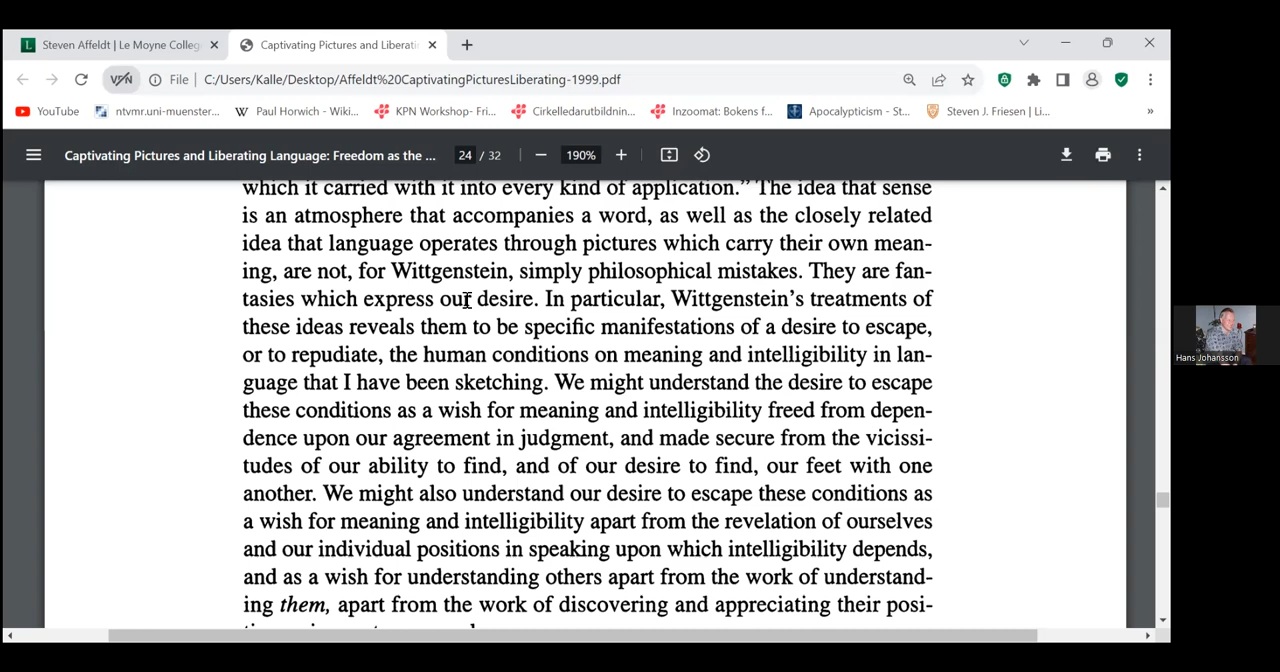 Steven Affeldt | Le Moyne Colleg
Captivating Pictures and Liberati
VPN
File
C:/Users/Kalle/Desktop/Affeldt%20CaptivatingPicturesLiberating-1999.pdf
YouTube
ntvmr.uni-muenster...
Paul Horwich - Wiki...
KPN Workshop- Fri...
Cirkelledarutbildnin...
Inzoomat: Bokens f...
Apocalypticism - St...
Steven J. Friesen | Li...
»
Captivating Pictures and Liberating Language: Freedom as the ...
24 / 32
190%
which it carried with it into every kind of application.” The idea that sense
is an atmosphere that accompanies a word, as well as the closely related
idea that language operates through pictures which carry their own mean-
ing, are not, for Wittgenstein, simply philosophical mistakes. They are fan-
tasies which express our desire. In particular, Wittgenstein’s treatments of
these ideas reveals them to be specific manifestations of a desire to escape,
or to repudiate, the human conditions on meaning and intelligibility in lan-
guage that I have been sketching. We might understand the desire to escape
these conditions as a wish for meaning and intelligibility freed from depen-
dence upon our agreement in judgment, and made secure from the vicissi-
tudes of our ability to find, and of our desire to find, our feet with one
another. We might also understand our desire to escape these conditions as
a wish for meaning and intelligibility apart from the revelation of ourselves
and our individual positions in speaking upon which intelligibility depends,
and as a wish for understanding others apart from the work of understand-
ing them, apart from the work of discovering and appreciating their posi-
Hans Johansson